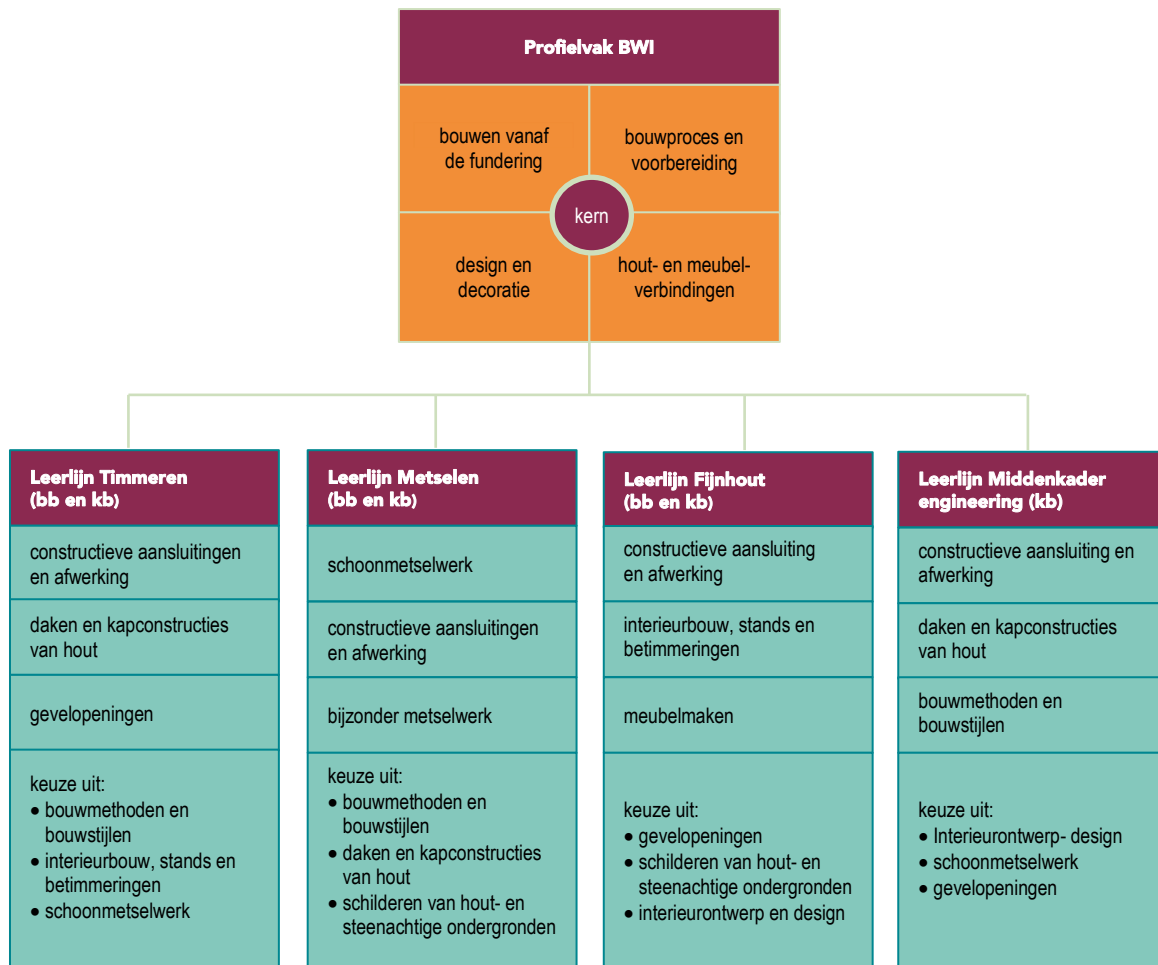 Profielvak BWI
bouwen vanaf
de fundering
bouwproces en
voorbereiding
kern
design en
decoratie
hout- en meubel-
verbindingen
Leerlijn Timmeren
(bb en kb)
constructieve aansluitingen
en afwerking
daken en kapconstructies
van hout
gevelopeningen
keuze uit:
• bouwmethoden en
bouwstijlen
• interieurbouw, stands en
betimmeringen
• schoonmetselwerk
Leerlijn Metselen
(bb en kb)
schoonmetselwerk
constructieve aansluitingen
en afwerking
bijzonder metselwerk
keuze uit:
• bouwmethoden en
bouwstijlen
• daken en kapconstructies
van hout
• schilderen van hout- en
steenachtige ondergronden
Leerlijn Fijnhout
(bb en kb)
constructieve aansluiting
en afwerking
interieurbouw, stands en
betimmeringen
meubelmaken
keuze uit:
• gevelopeningen
• schilderen van hout- en
steenachtige ondergronden
• interieurontwerp en design
Leerlijn Middenkader
engineering (kb)
constructieve aansluiting en
afwerking
daken en kapconstructies
van hout
bouwmethoden en
bouwstijlen
keuze uit:
• Interieurontwerp- design
• schoonmetselwerk
• gevelopeningen